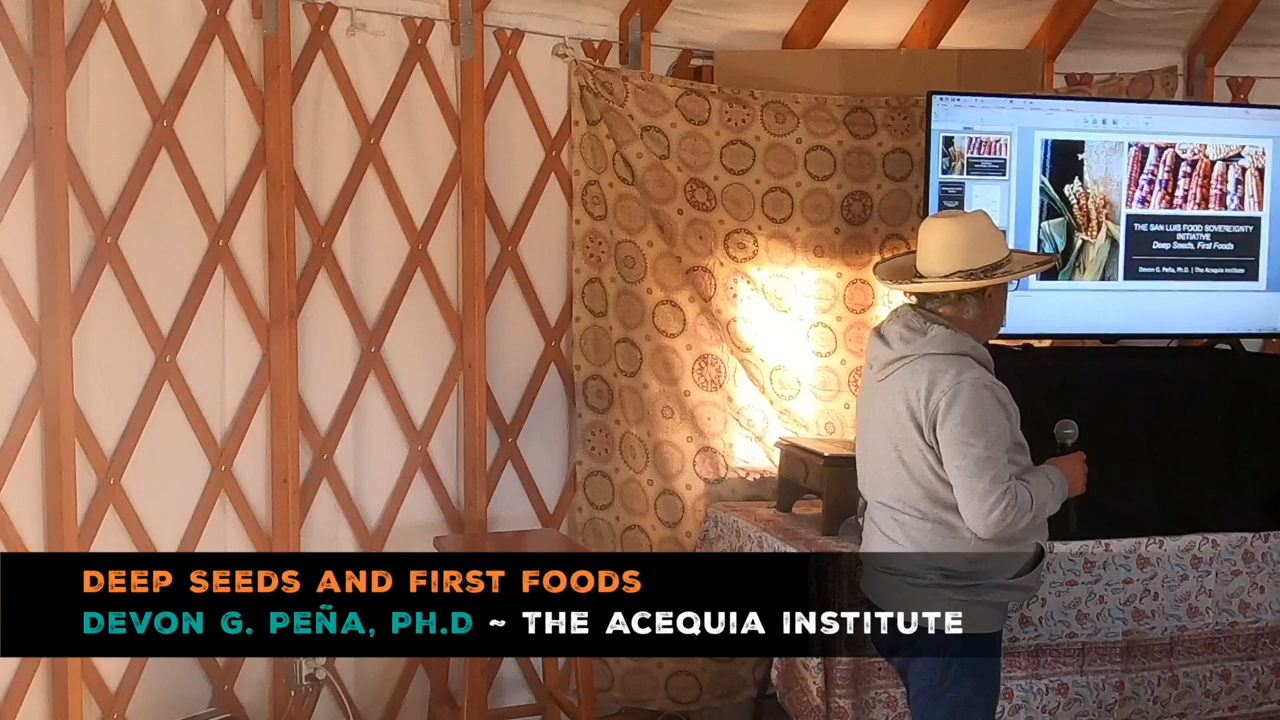 THE SAN LUIS FOOD SOVEREIGNTY
INITIATIVE
Deep Seeds, First Foods
Devon G. Peña, Ph.D. | The Acequia Institute
DEEP SEEDS AND FIRST FOODS
DEVON G. PEÑA, PH.D ~ THE ACEQUIA INSTITUTE